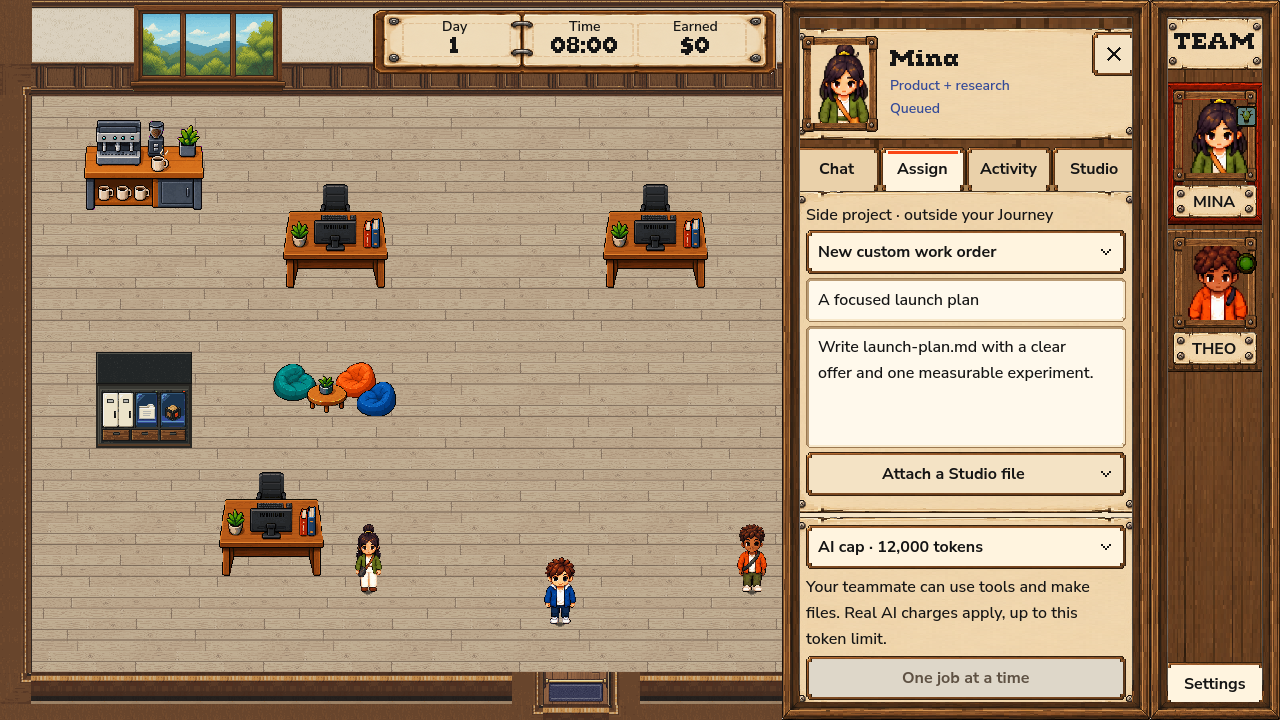 Day
1
Time
08:00
Earned
$0
Mina
Product + research
Queued
Chat
Assign
Activity
Studio
Side project · outside your Journey
New custom work order
A focused launch plan
Write launch-plan.md with a clear
offer and one measurable experiment.
Attach a Studio file
AI cap · 12,000 tokens
Your teammate can use tools and make
files. Real AI charges apply, up to this
token limit.
One job at a time
TEAM
MINA
THEO
Settings